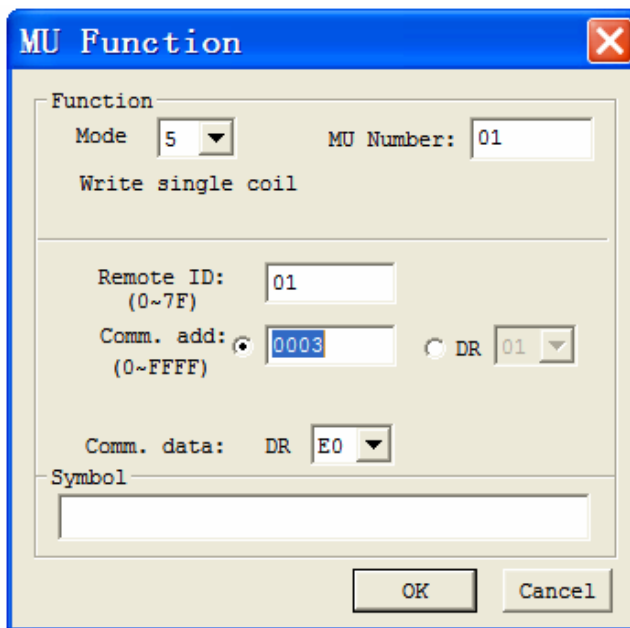 MU Function
Function
Mode 5 MU Number: 01
Write single coil
Remote ID: 01
(0~7F)
Comm. add: 0003 DR 01
(0~FFFF)
Comm. data: DR E0
Symbol
OK Cancel